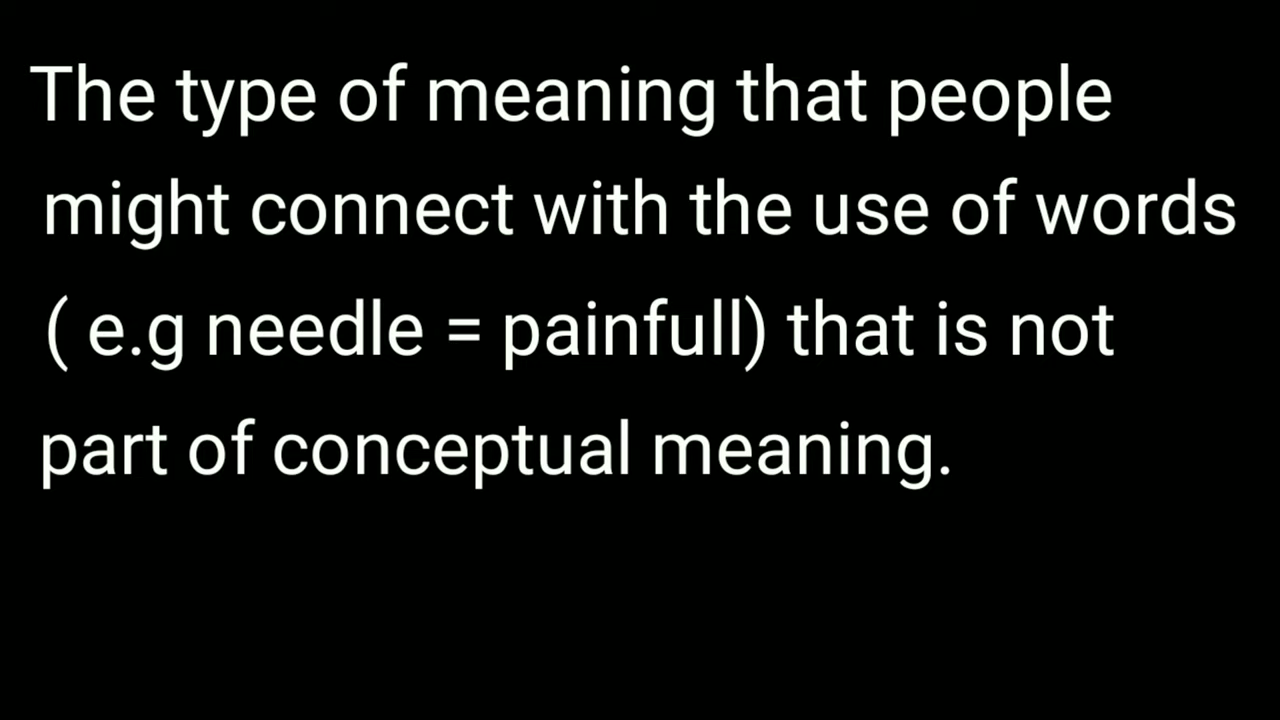 The type of meaning that people
might connect with the use of words
( e.g needle = painfull) that is not
part of conceptual meaning.